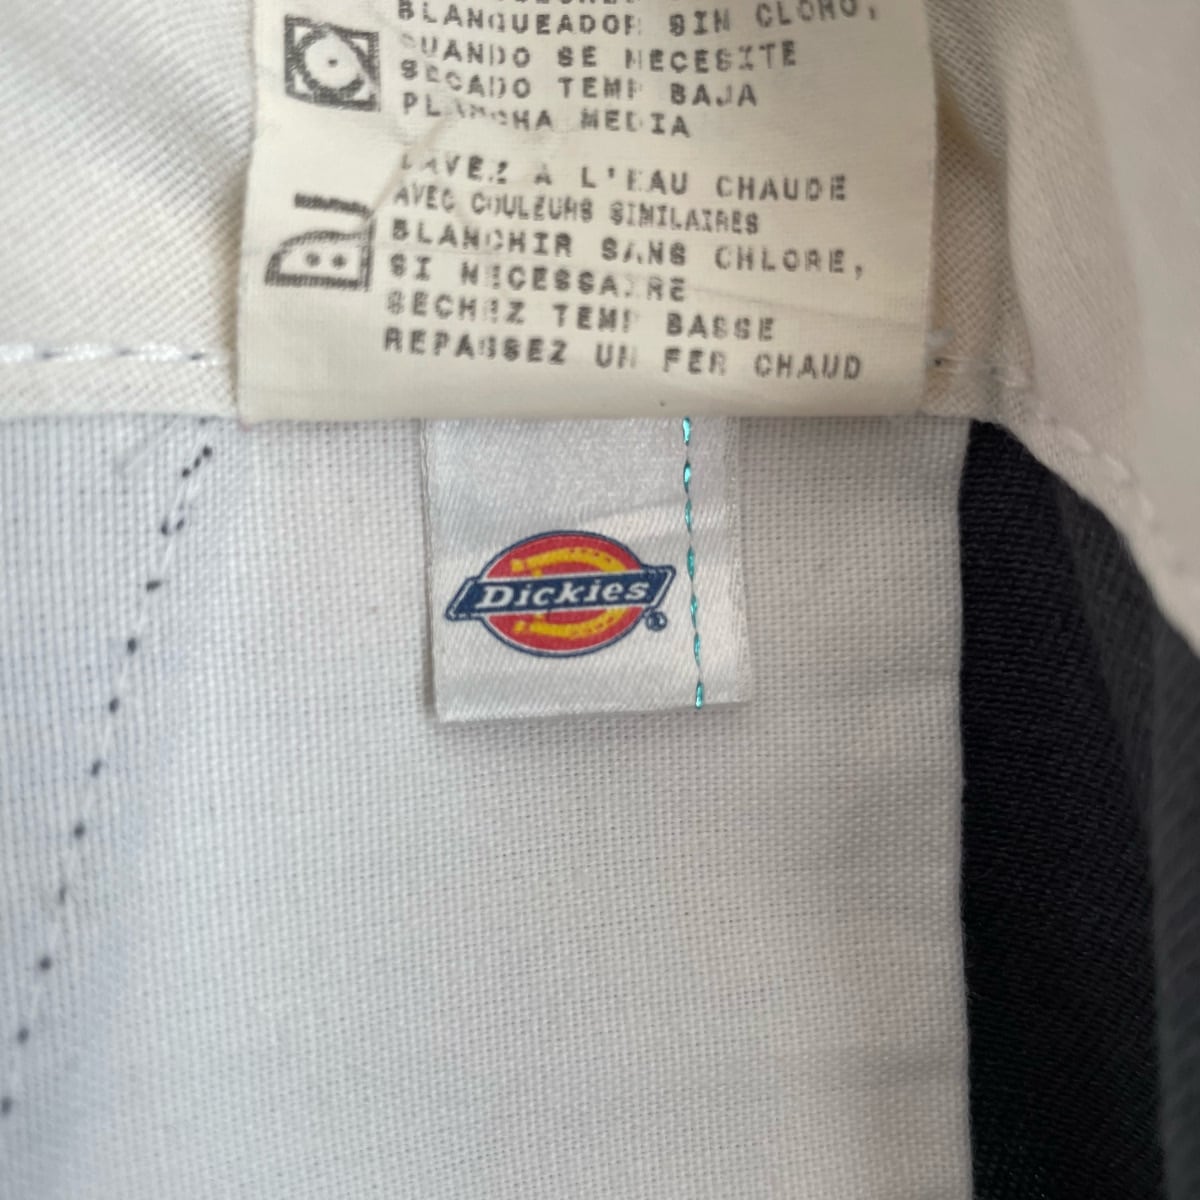 BLANQUEADOR SIN CLORO,
CUANDO SE NECESITE
SECADO TEMP BAJA
PLANCHA MEDIA
LAVEZ A L'EAU CHAUDE
AVEC COULEURS SIMILAIRES
BLANCHIR SANS CHLORE,
SI NECESSAIRE
SECHEZ TEMP BASSE
REPASSEZ UN FER CHAUD
Dickies®